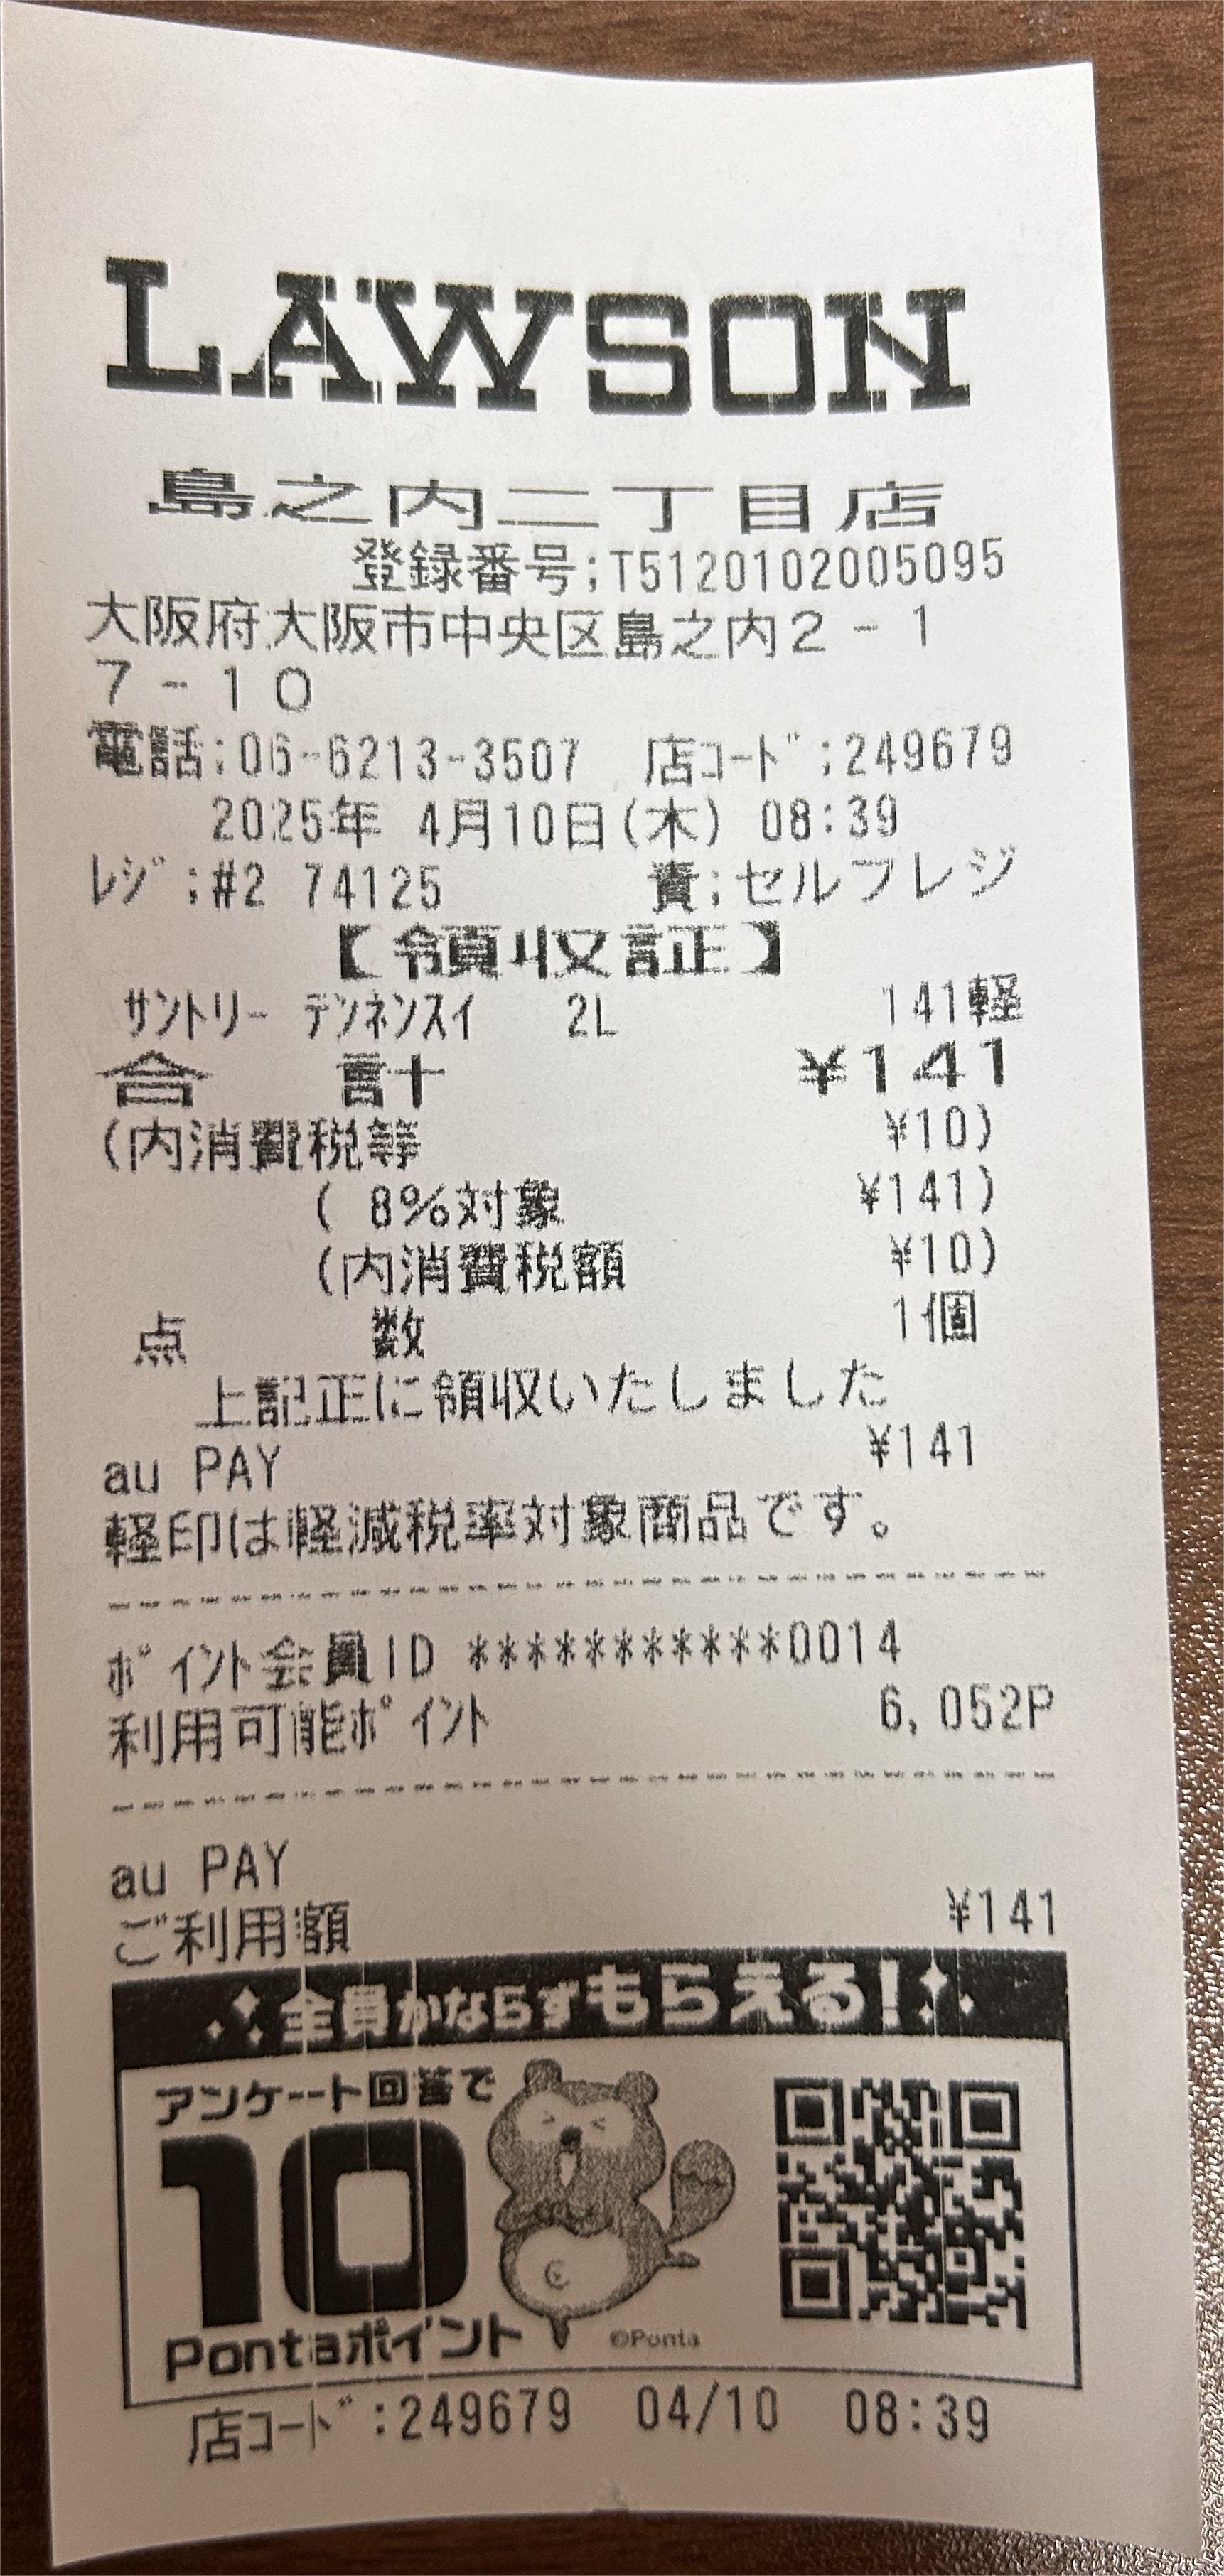 LAWSON
島之内二丁目店
登録番号;T5120102005095
大阪府大阪市中央区島之内2-1
7-10
電話:06-6213-3507 店ｺｰﾄﾞ;249679
2025年 4月10日(木) 08:39
ﾚｼﾞ;#2 74125 責;セルフレジ
【領収証】
ｻﾝﾄﾘｰ ﾃﾝﾈﾝｽｲ 2L 141軽
合 計 ¥141
(内消費税等 ¥10)
( 8%対象 ¥141)
(内消費税額 ¥10)
点 数 1個
上記正に領収いたしました
au PAY ¥141
軽印は軽減税率対象商品です。
ﾎﾟｲﾝﾄ会員ID ***********0014
利用可能ﾎﾟｲﾝﾄ 6,052P
au PAY
ご利用額 ¥141
全員かならずもらえる!
アンケート回答で
10
Pontaポイント
©Ponta
店ｺｰﾄﾞ:249679 04/10 08:39